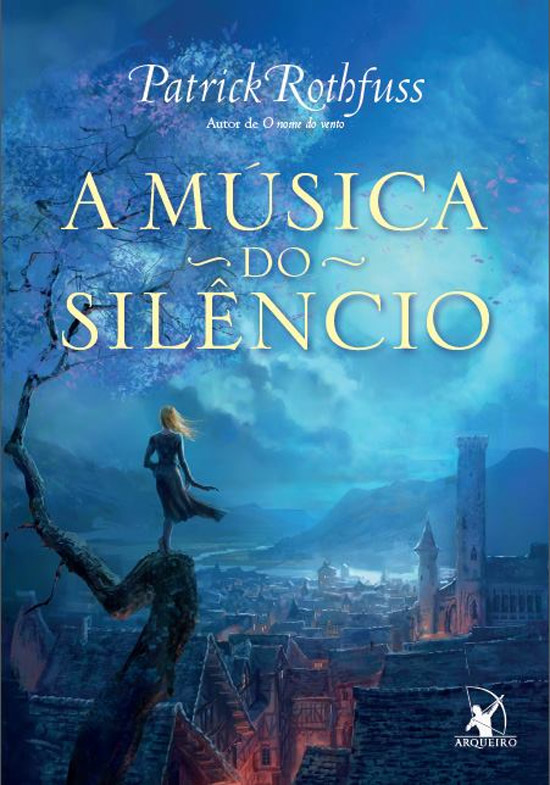 Patrick Rothfuss
Autor de O nome do vento
A MÚSICA
DO
SILÊNCIO
ARQUEIRO